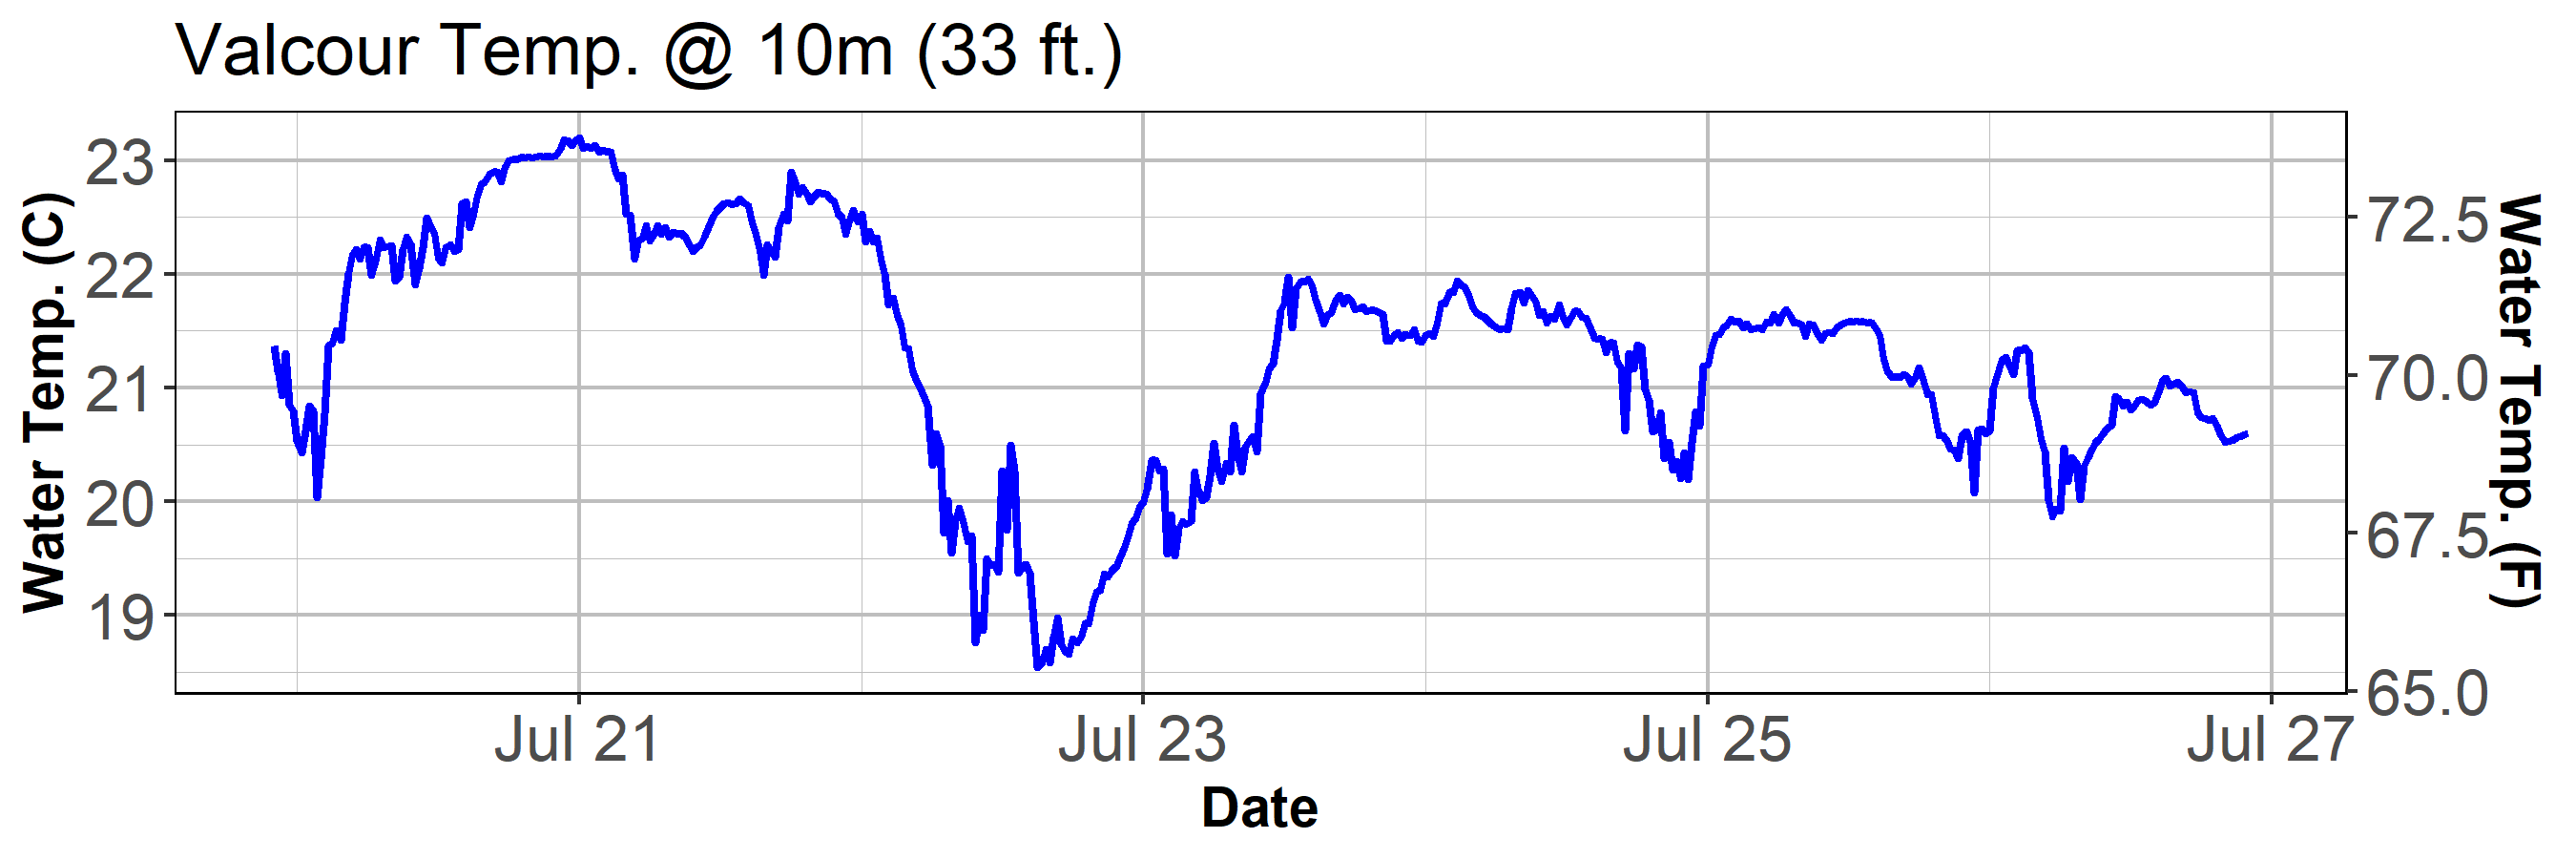 Valcour Temp. @ 10m (33 ft.)
Water Temp. (C)
23
22
21
20
19
72.5
70.0
67.5
65.0
Water Temp. (F)
Jul 21 Jul 23 Jul 25 Jul 27
Date